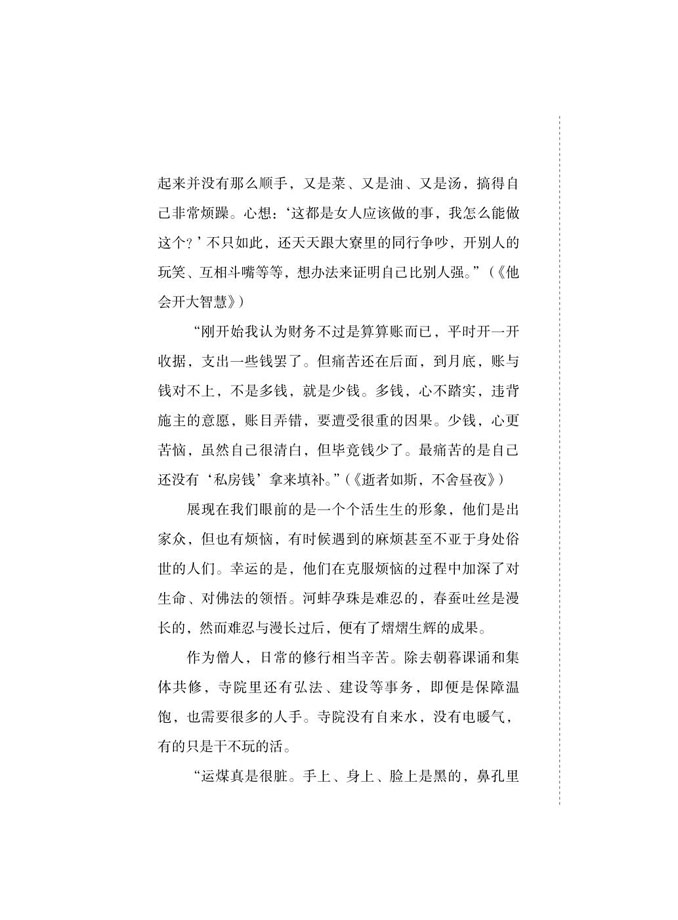 起来并没有那么顺手，又是菜、又是油、又是汤，搞得自
己非常烦躁。心想：‘这都是女人应该做的事，我怎么能做
这个？’不只如此，还天天跟大寮里的同行争吵，开别人的
玩笑、互相斗嘴等等，想办法来证明自己比别人强。”（《他
会开大智慧》）
“刚开始我认为财务不过是算算账而已，平时开一开
收据，支出一些钱罢了。但痛苦还在后面，到月底，账与
钱对不上，不是多钱，就是少钱。多钱，心不踏实，违背
施主的意愿，账目弄错，要遭受很重的因果。少钱，心更
苦恼，虽然自己很清白，但毕竟钱少了。最痛苦的是自己
还没有‘私房钱’拿来填补。”（《逝者如斯，不舍昼夜》）
展现在我们眼前的是一个个活生生的形象，他们是出
家众，但也有烦恼，有时候遇到的麻烦甚至不亚于身处俗
世的人们。幸运的是，他们在克服烦恼的过程中加深了对
生命、对佛法的领悟。河蚌孕珠是难忍的，春蚕吐丝是漫
长的，然而难忍与漫长过后，便有了熠熠生辉的成果。
作为僧人，日常的修行相当辛苦。除去朝暮课诵和集
体共修，寺院里还有弘法、建设等事务，即便是保障温
饱，也需要很多的人手。寺院没有自来水，没有电暖气，
有的只是干不玩的活。
“运煤真是很脏。手上、身上、脸上是黑的，鼻孔里